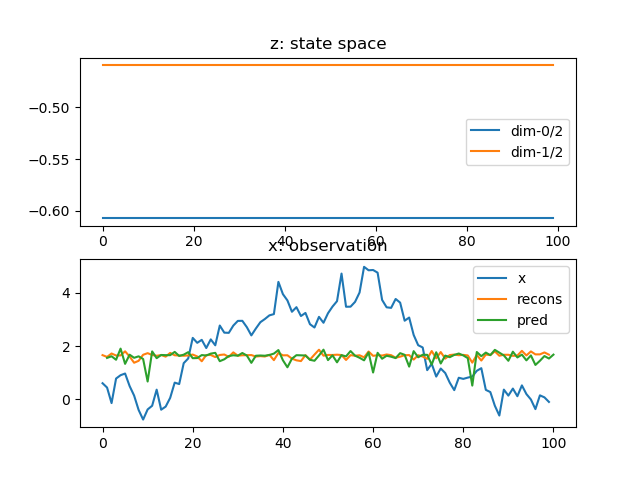 z: state space
−0.50
−0.55
−0.60
dim-0/2
dim-1/2
0 20 40 60 80 100
x: observation
4
2
0
x
recons
pred
0 20 40 60 80 100